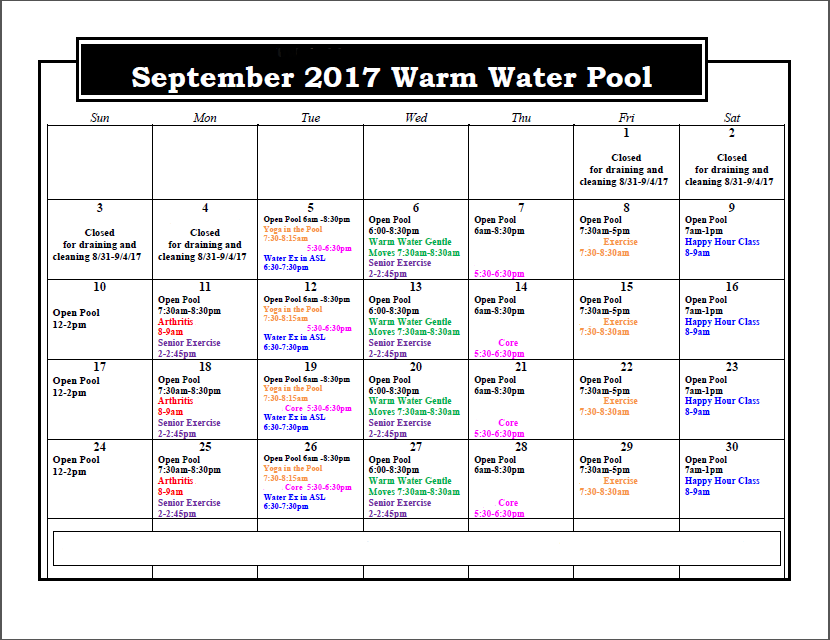 September 2017 Warm Water Pool
Sun Mon Tue Wed Thu Fri Sat
1
Closed
for draining and
cleaning 8/31-9/4/17
2
Closed
for draining and
cleaning 8/31-9/4/17
3
Closed
for draining and
cleaning 8/31-9/4/17
4
Closed
for draining and
cleaning 8/31-9/4/17
5
Open Pool 6am -8:30pm
Yoga in the Pool
7:30-8:15am
5:30-6:30pm
Water Ex in ASL
6:30-7:30pm
6
Open Pool
6:00-8:30pm
Warm Water Gentle
Moves 7:30am-8:30am
Senior Exercise
2-2:45pm
7
Open Pool
6am-8:30pm
5:30-6:30pm
8
Open Pool
7:30am-5pm
Exercise
7:30-8:30am
9
Open Pool
7am-1pm
Happy Hour Class
8-9am
10
Open Pool
12-2pm
11
Open Pool
7:30am-8:30pm
Arthritis
8-9am
Senior Exercise
2-2:45pm
12
Open Pool 6am -8:30pm
Yoga in the Pool
7:30-8:15am
5:30-6:30pm
Water Ex in ASL
6:30-7:30pm
13
Open Pool
6:00-8:30pm
Warm Water Gentle
Moves 7:30am-8:30am
Senior Exercise
2-2:45pm
14
Open Pool
6am-8:30pm
Core
5:30-6:30pm
15
Open Pool
7:30am-5pm
Exercise
7:30-8:30am
16
Open Pool
7am-1pm
Happy Hour Class
8-9am
17
Open Pool
12-2pm
18
Open Pool
7:30am-8:30pm
Arthritis
8-9am
Senior Exercise
2-2:45pm
19
Open Pool 6am -8:30pm
Yoga in the Pool
7:30-8:15am
Core 5:30-6:30pm
Water Ex in ASL
6:30-7:30pm
20
Open Pool
6:00-8:30pm
Warm Water Gentle
Moves 7:30am-8:30am
Senior Exercise
2-2:45pm
21
Open Pool
6am-8:30pm
Core
5:30-6:30pm
22
Open Pool
7:30am-5pm
Exercise
7:30-8:30am
23
Open Pool
7am-1pm
Happy Hour Class
8-9am
24
Open Pool
12-2pm
25
Open Pool
7:30am-8:30pm
Arthritis
8-9am
Senior Exercise
2-2:45pm
26
Open Pool 6am -8:30pm
Yoga in the Pool
7:30-8:15am
Core 5:30-6:30pm
Water Ex in ASL
6:30-7:30pm
27
Open Pool
6:00-8:30pm
Warm Water Gentle
Moves 7:30am-8:30am
Senior Exercise
2-2:45pm
28
Open Pool
6am-8:30pm
Core
5:30-6:30pm
29
Open Pool
7:30am-5pm
Exercise
7:30-8:30am
30
Open Pool
7am-1pm
Happy Hour Class
8-9am